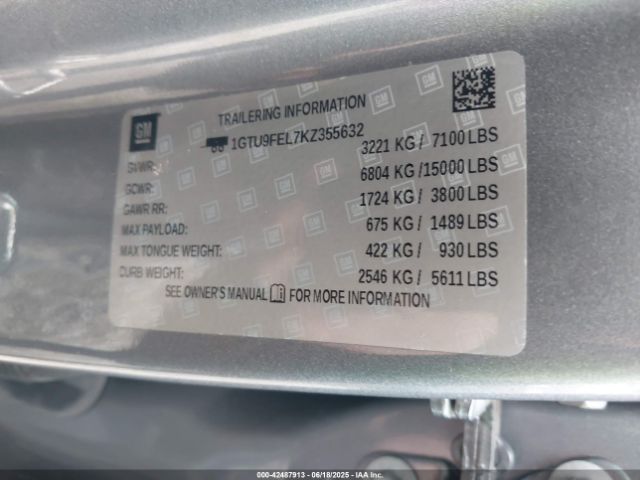 GM
TRAILERING INFORMATION
1GTU9FEL7KZ355632
GVWR: 3221 KG / 7100 LBS
GCWR: 6804 KG / 15000 LBS
GAWR RR: 1724 KG / 3800 LBS
MAX PAYLOAD: 675 KG / 1489 LBS
MAX TONGUE WEIGHT: 422 KG / 930 LBS
CURB WEIGHT: 2546 KG / 5611 LBS
SEE OWNER'S MANUAL FOR MORE INFORMATION
000-42487913 - 06/18/2025 - IAAI.COM